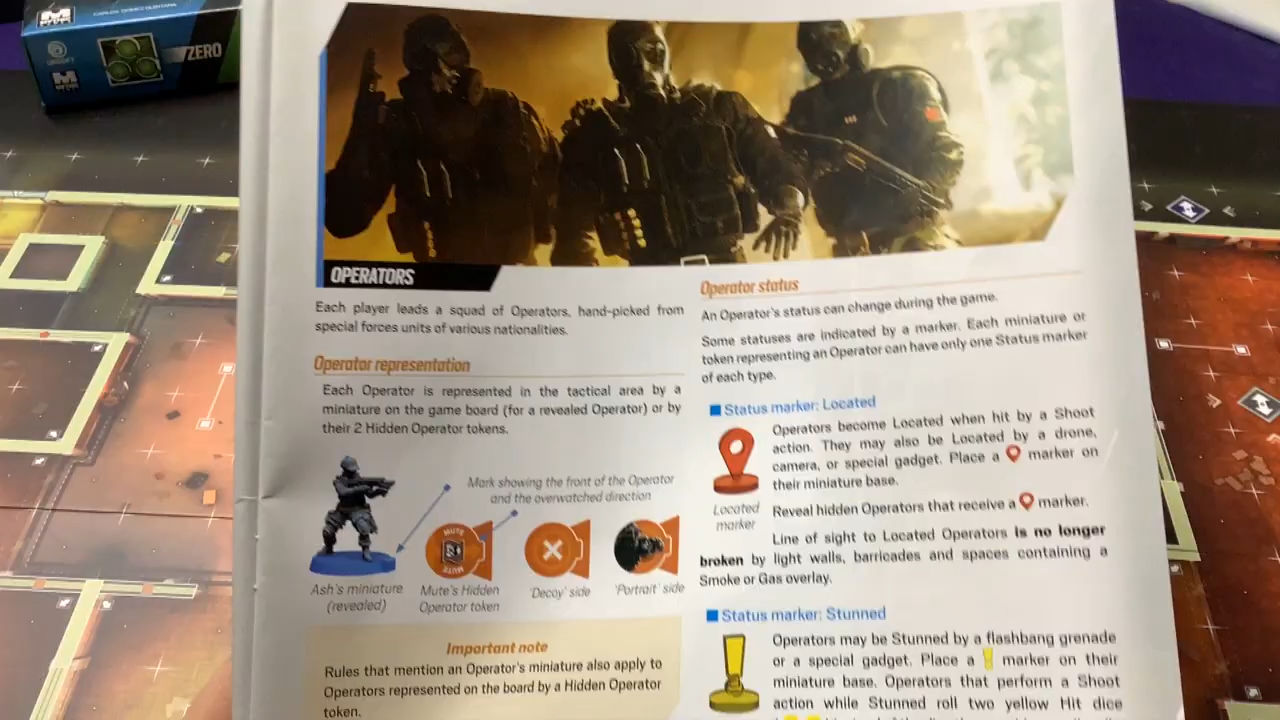 ZERO
UBISOFT
OPERATORS
Each player leads a squad of Operators, hand-picked from
special forces units of various nationalities.
Operator representation
Each Operator is represented in the tactical area by a
miniature on the game board (for a revealed Operator) or by
their 2 Hidden Operator tokens.
Mark showing the front of the Operator
and the overwatched direction
MUTE
MUTE
Ash's miniature
(revealed)
Mute's Hidden
Operator token
'Decoy' side
'Portrait' side
Important note
Rules that mention an Operator's miniature also apply to
Operators represented on the board by a Hidden Operator
token.
Operator status
An Operator's status can change during the game.
Some statuses are indicated by a marker. Each miniature or
token representing an Operator can have only one Status marker
of each type.
Status marker: Located
Operators become Located when hit by a Shoot
action. They may also be Located by a drone,
camera, or special gadget. Place a marker on
their miniature base.
Located
marker
Reveal hidden Operators that receive a marker.
Line of sight to Located Operators is no longer
broken by light walls, barricades and spaces containing a
Smoke or Gas overlay.
Status marker: Stunned
Operators may be Stunned by a flashbang grenade
or a special gadget. Place a marker on their
miniature base. Operators that perform a Shoot
action while Stunned roll two yellow Hit dice